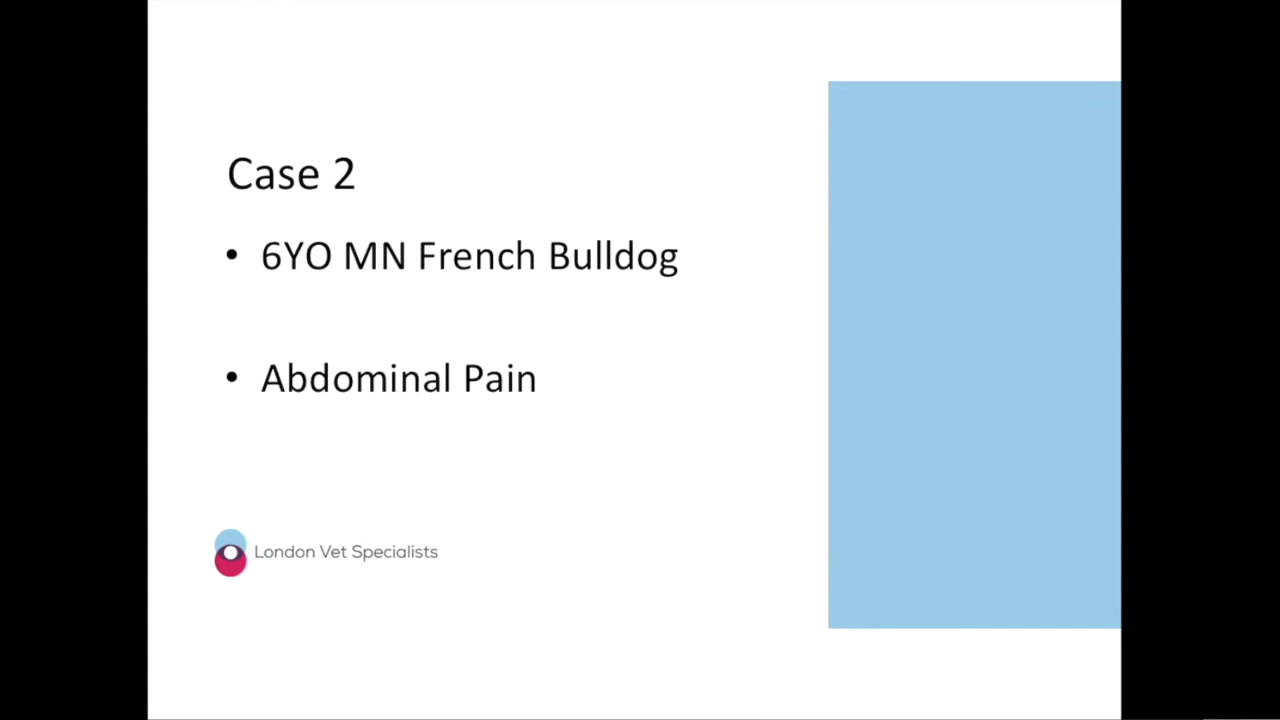 Case 2
• 6YO MN French Bulldog
• Abdominal Pain
London Vet Specialists